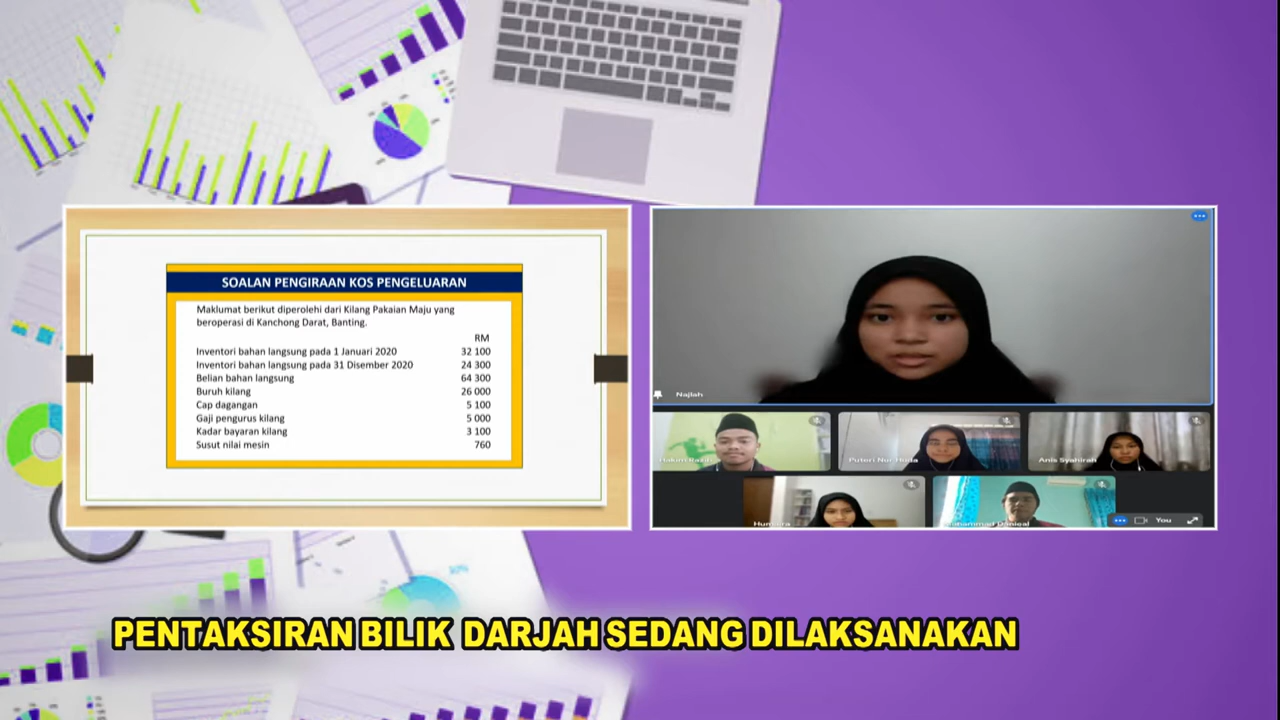 SOALAN PENGIRAAN KOS PENGELUARAN
Maklumat berikut diperolehi dari Kilang Pakaian Maju yang
beroperasi di Kanchong Darat, Banting.
RM
Inventori bahan langsung pada 1 Januari 2020 32 100
Inventori bahan langsung pada 31 Disember 2020 24 300
Belian bahan langsung 64 300
Buruh kilang 26 000
Cap dagangan 5 100
Gaji pengurus kilang 5 000
Kadar bayaran kilang 3 100
Susut nilai mesin 760
Najlah
Puteri Nur Huda
Anis Syahirah
You
PENTAKSIRAN BILIK DARJAH SEDANG DILAKSANAKAN